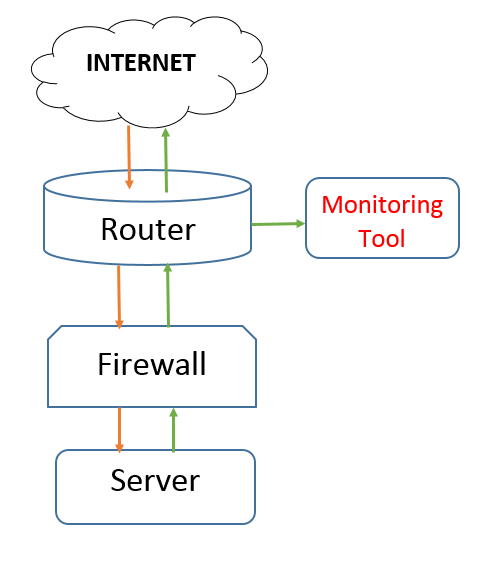 INTERNET
Router
Monitoring
Tool
Firewall
Server